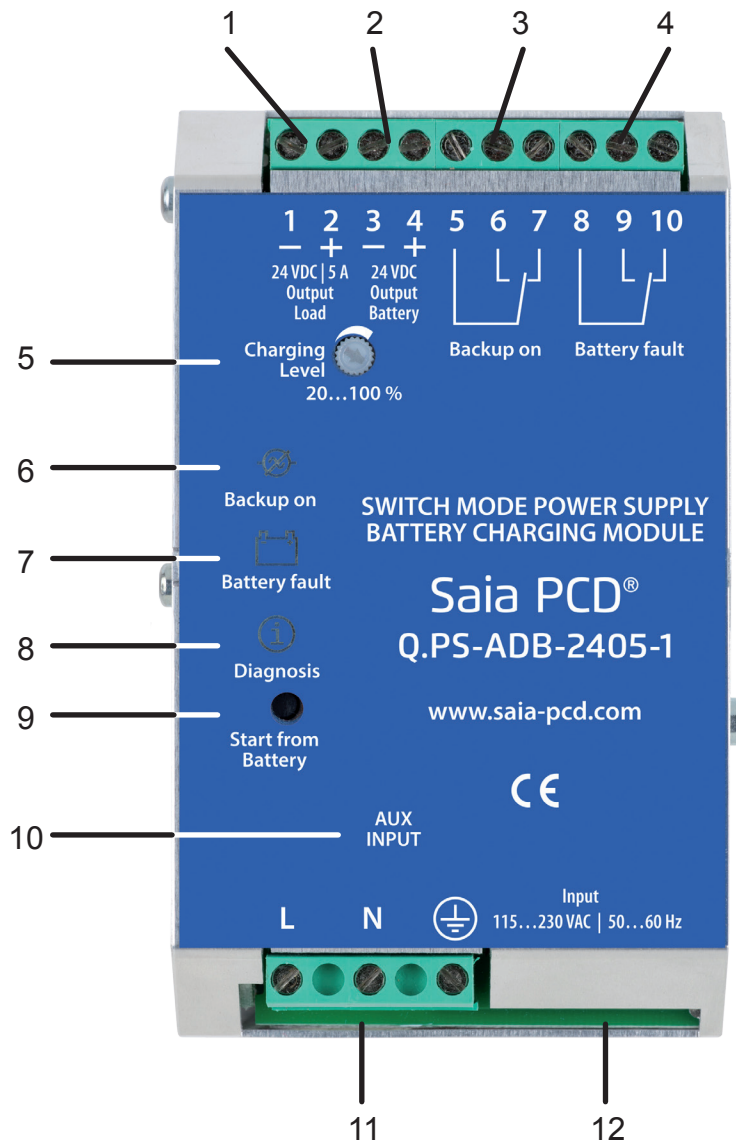 1 2 3 4
1 2 3 4 5 6 7 8 9 10
− + − +
24 VDC | 5 A
Output
Load
24 VDC
Output
Battery
Backup on
Battery fault
5
Charging
Level
20...100 %
6
Backup on
SWITCH MODE POWER SUPPLY
BATTERY CHARGING MODULE
7
Battery fault
Saia PCD®
Q.PS-ADB-2405-1
8
i
Diagnosis
www.saia-pcd.com
9
Start from
Battery
CE
10
AUX
INPUT
L N
Input
115...230 VAC | 50...60 Hz
11 12